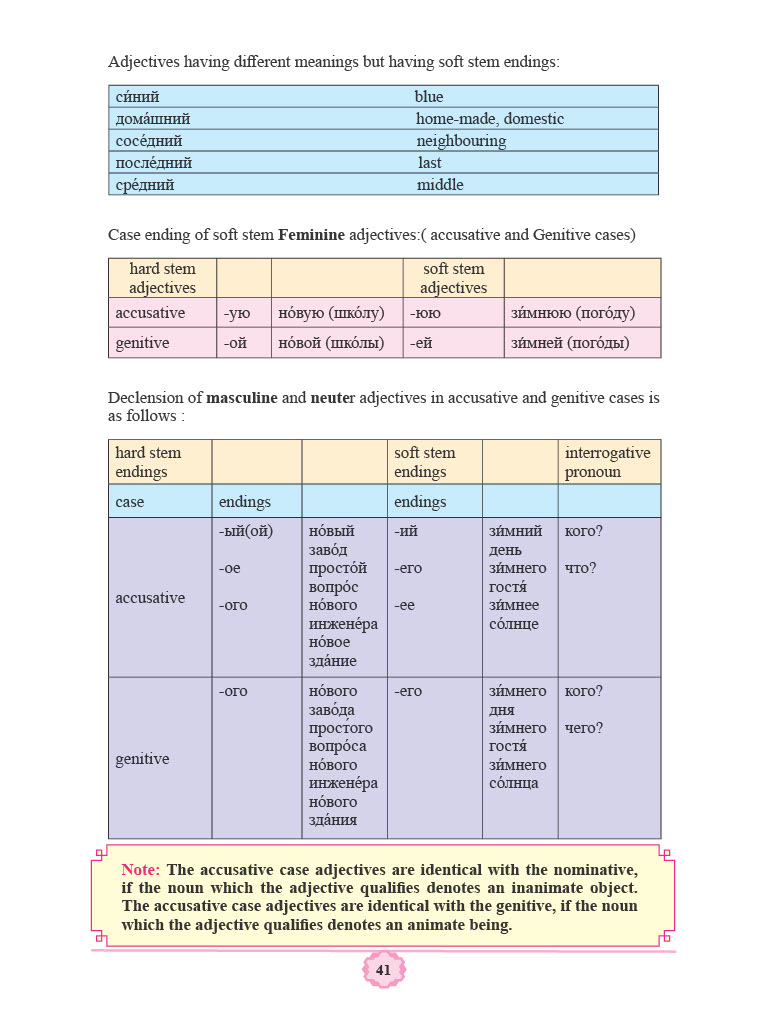 Adjectives having different meanings but having soft stem endings:
си́ний blue
дома́шний home-made, domestic
сосе́дний neighbouring
после́дний last
сре́дний middle
Case ending of soft stem Feminine adjectives:( accusative and Genitive cases)
hard stem adjectives soft stem adjectives
accusative -ую но́вую (шко́лу) -юю зи́мнюю (пого́ду)
genitive -ой но́вой (шко́лы) -ей зи́мней (пого́ды)
Declension of masculine and neuter adjectives in accusative and genitive cases is
as follows :
hard stem endings soft stem endings interrogative pronoun
case endings endings
accusative
-ый(ой)
-ое
-ого
но́вый
заво́д
просто́й
вопро́с
но́вого
инжене́ра
но́вое
зда́ние
-ий
-его
-ее
зи́мний
день
зи́мнего
гостя́
зи́мнее
со́лнце
кого?
что?
genitive
-ого
но́вого
заво́да
прост́ого
вопро́са
но́вого
инжене́ра
но́вого
зда́ния
-его
зи́мнего
дня
зи́мнего
гостя́
зи́мнего
со́лнца
кого?
чего?
Note: The accusative case adjectives are identical with the nominative,
if the noun which the adjective qualifies denotes an inanimate object.
The accusative case adjectives are identical with the genitive, if the noun
which the adjective qualifies denotes an animate being.
41